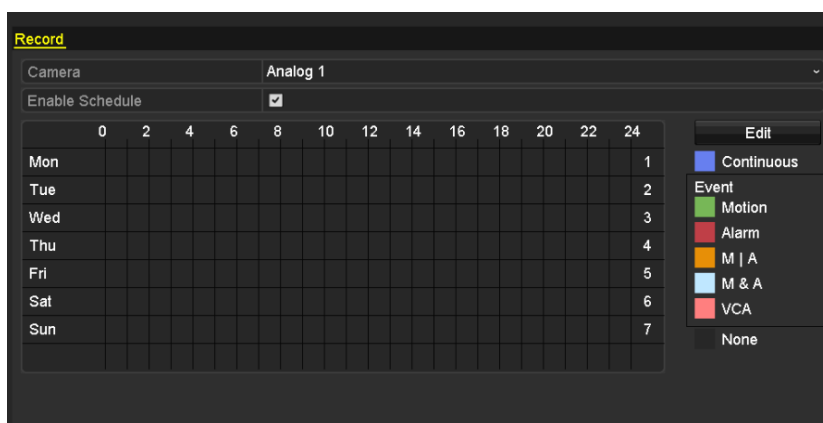 Record
Camera Analog 1
Enable Schedule
0 2 4 6 8 10 12 14 16 18 20 22 24
Edit
Mon 1
Continuous
Tue 2
Event
Motion
Wed 3
Alarm
Thu 4
M | A
Fri 5
M & A
Sat 6
VCA
Sun 7
None